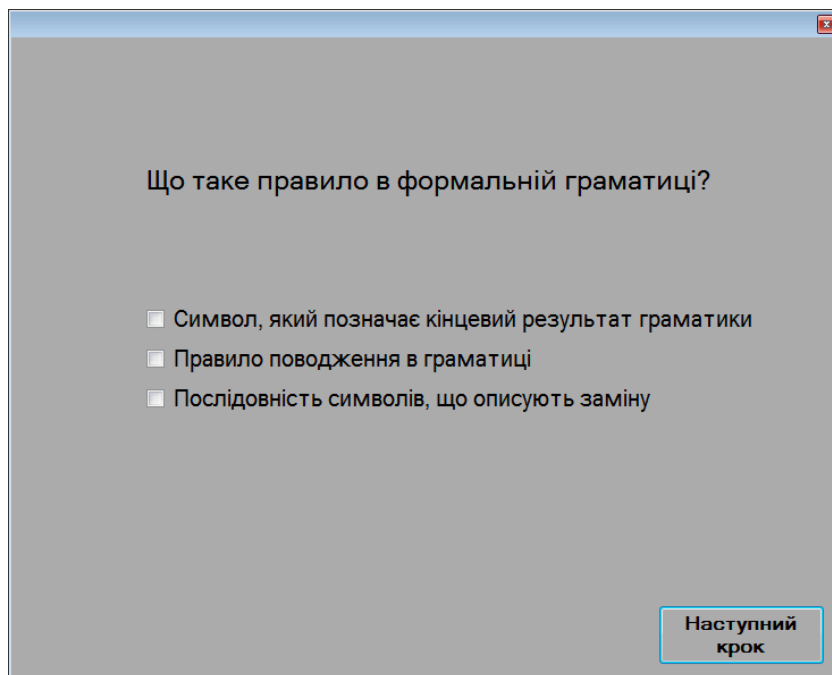 Що таке правило в формальній граматиці?
Символ, який позначає кінцевий результат граматики
Правило поводження в граматиці
Послідовність символів, що описують заміну
Наступний
крок